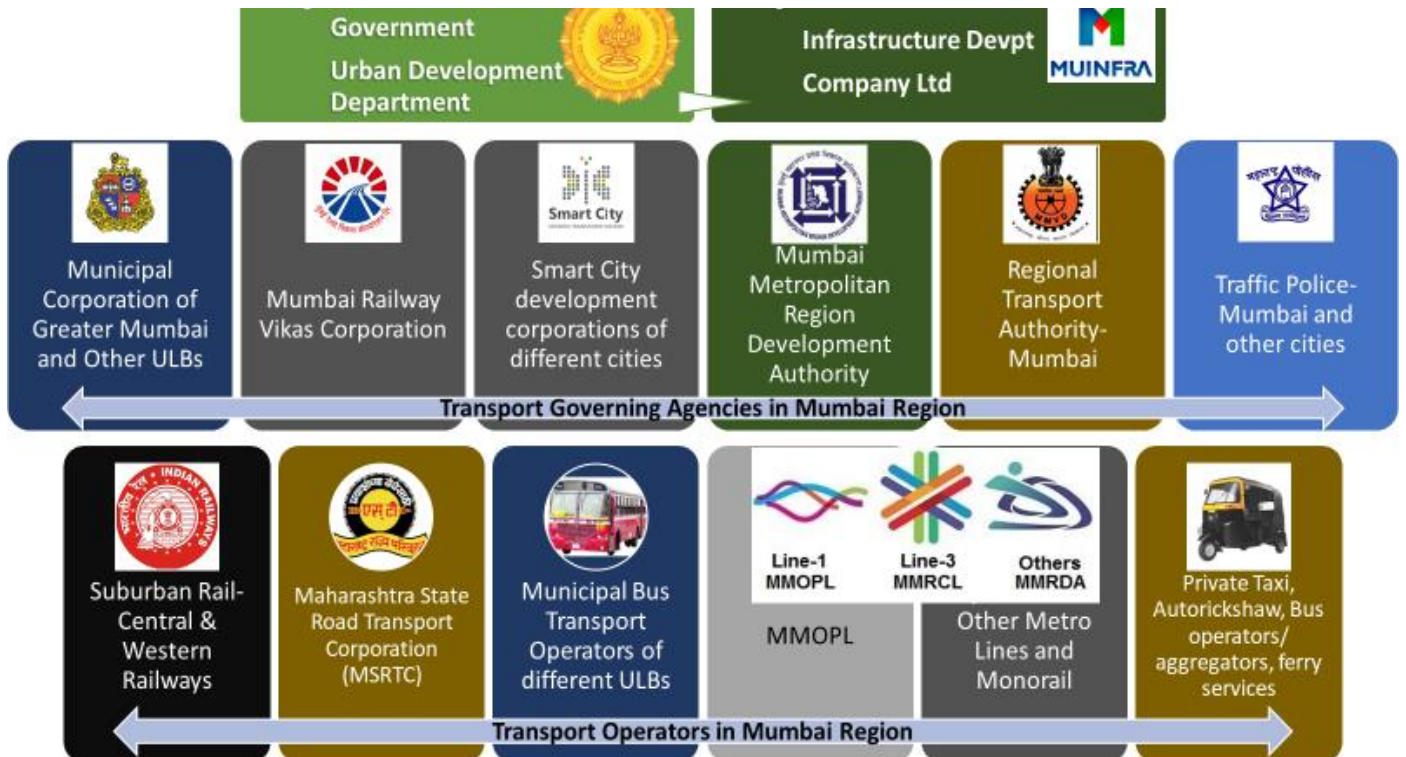 Government
Urban Development
Department
Infrastructure Devpt
Company Ltd
MUINFRA
Municipal
Corporation of
Greater Mumbai
and Other ULBs
Mumbai Railway
Vikas Corporation
Smart City
Smart City
development
corporations of
different cities
Mumbai
Metropolitan
Region
Development
Authority
MMVD
Regional
Transport
Authority-
Mumbai
Traffic Police-
Mumbai and
other cities
Transport Governing Agencies in Mumbai Region
भारतीय रेल • INDIAN RAILWAYS
Suburban Rail-
Central &
Western
Railways
एस टी
Maharashtra State
Road Transport
Corporation
(MSRTC)
Municipal Bus
Transport
Operators of
different ULBs
Line-1
MMOPL
Line-3
MMRCL
Others
MMRDA
MMOPL
Other Metro
Lines and
Monorail
Private Taxi,
Autorickshaw, Bus
operators/
aggregators, ferry
services
Transport Operators in Mumbai Region